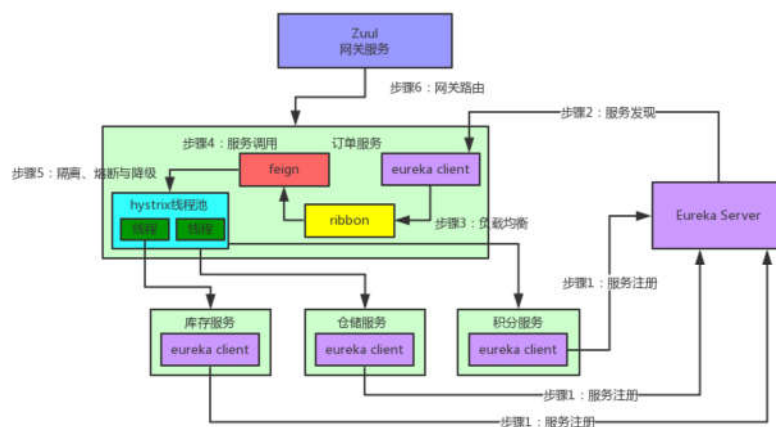 Zuul
网关服务
步骤6：网关路由
步骤2：服务发现
步骤4：服务调用
订单服务
feign
eureka client
步骤5：隔离、熔断与降级
hystrix线程池
线程
线程
ribbon
步骤3：负载均衡
Eureka Server
步骤1：服务注册
库存服务
eureka client
仓储服务
eureka client
积分服务
eureka client
步骤1：服务注册
步骤1：服务注册